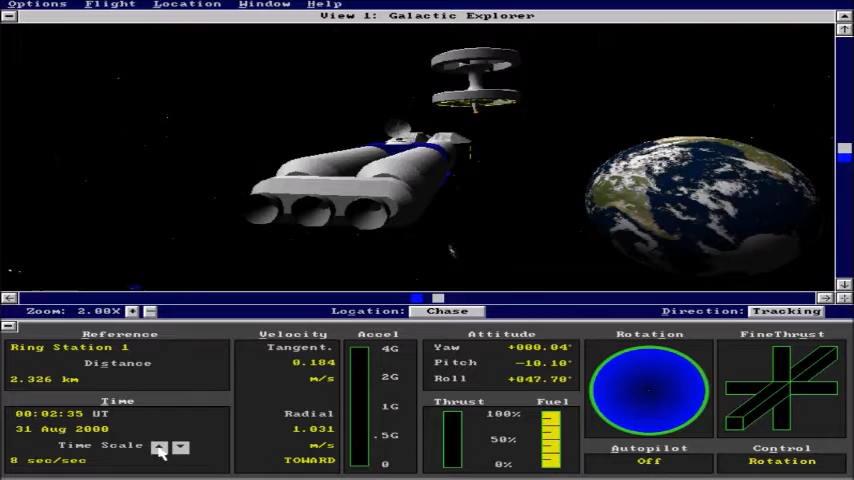 Options Flight Location Window Help
View 1: Galactic Explorer
Zoom: 2.00X + - Location: Chase Direction: Tracking
Reference Velocity Accel Attitude Rotation FineThrust
Ring Station 1 Tangent. 4G Yaw +000.04°
Distance 0.184 Pitch -10.10°
2.326 km m/s 2G Roll +047.70°
Time 1G Thrust Fuel
00:02:35 UT Radial 100%
31 Aug 2000 1.031 .5G 50%
Time Scale m/s Autopilot Control
8 sec/sec TOWARD 0 0% Off Rotation